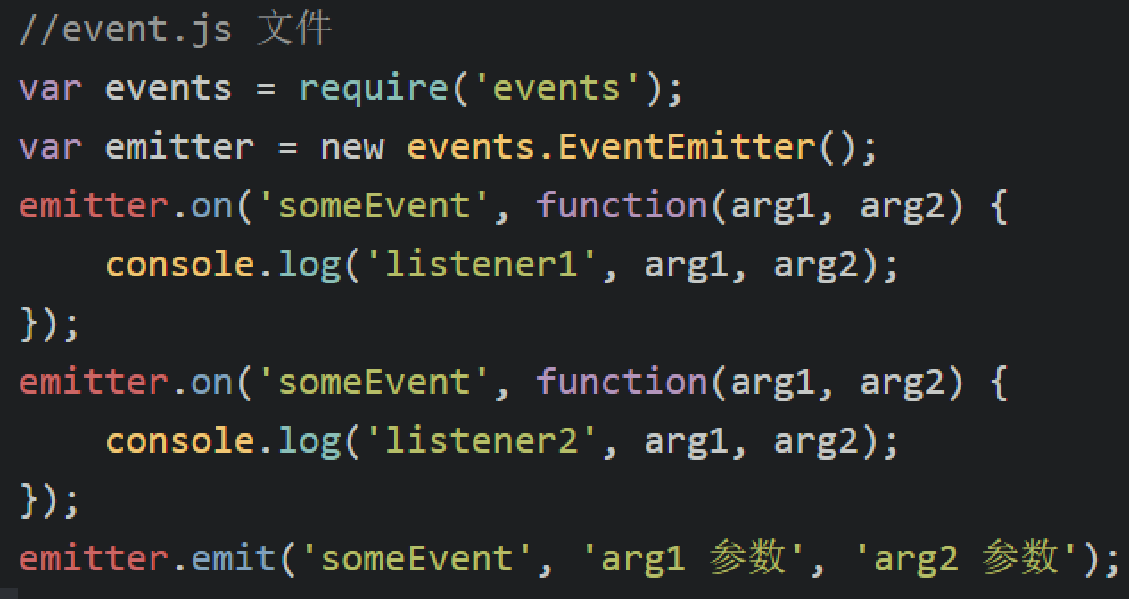 //event.js 文件
var events = require('events');
var emitter = new events.EventEmitter();
emitter.on('someEvent', function(arg1, arg2) {
    console.log('listener1', arg1, arg2);
});
emitter.on('someEvent', function(arg1, arg2) {
    console.log('listener2', arg1, arg2);
});
emitter.emit('someEvent', 'arg1 参数', 'arg2 参数');